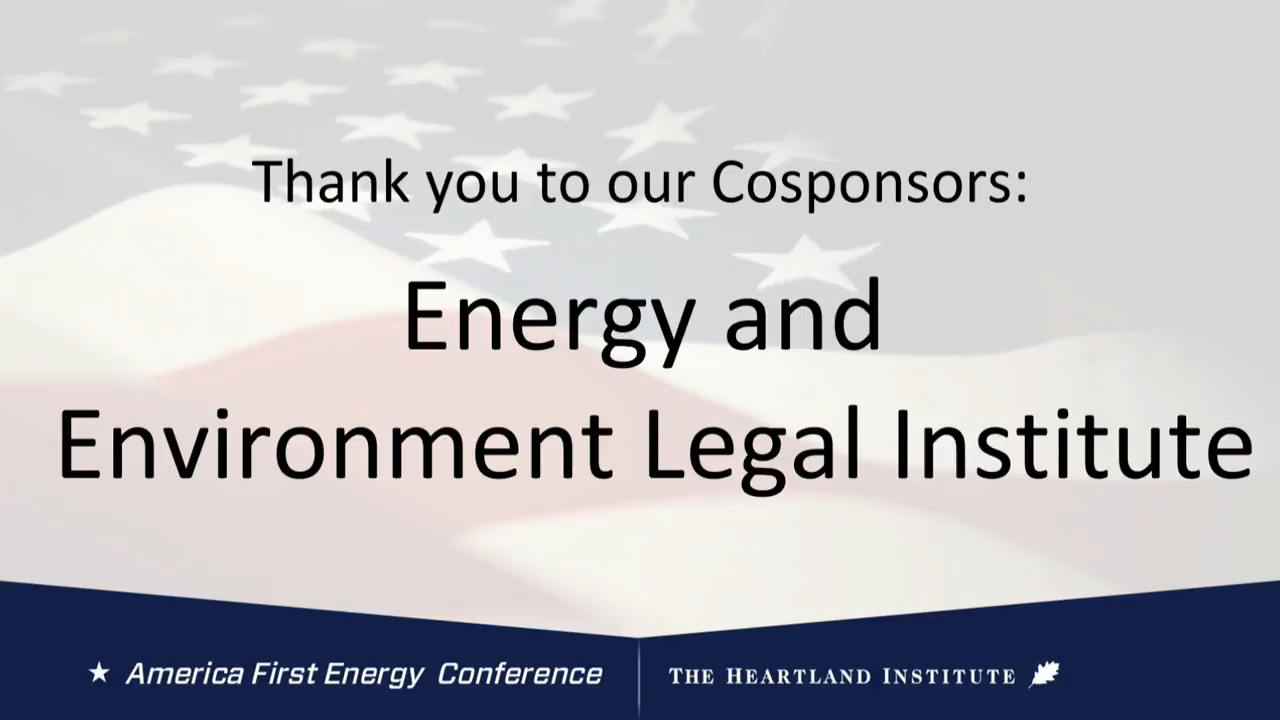 Thank you to our Cosponsors:
Energy and
Environment Legal Institute
America First Energy Conference
THE HEARTLAND INSTITUTE